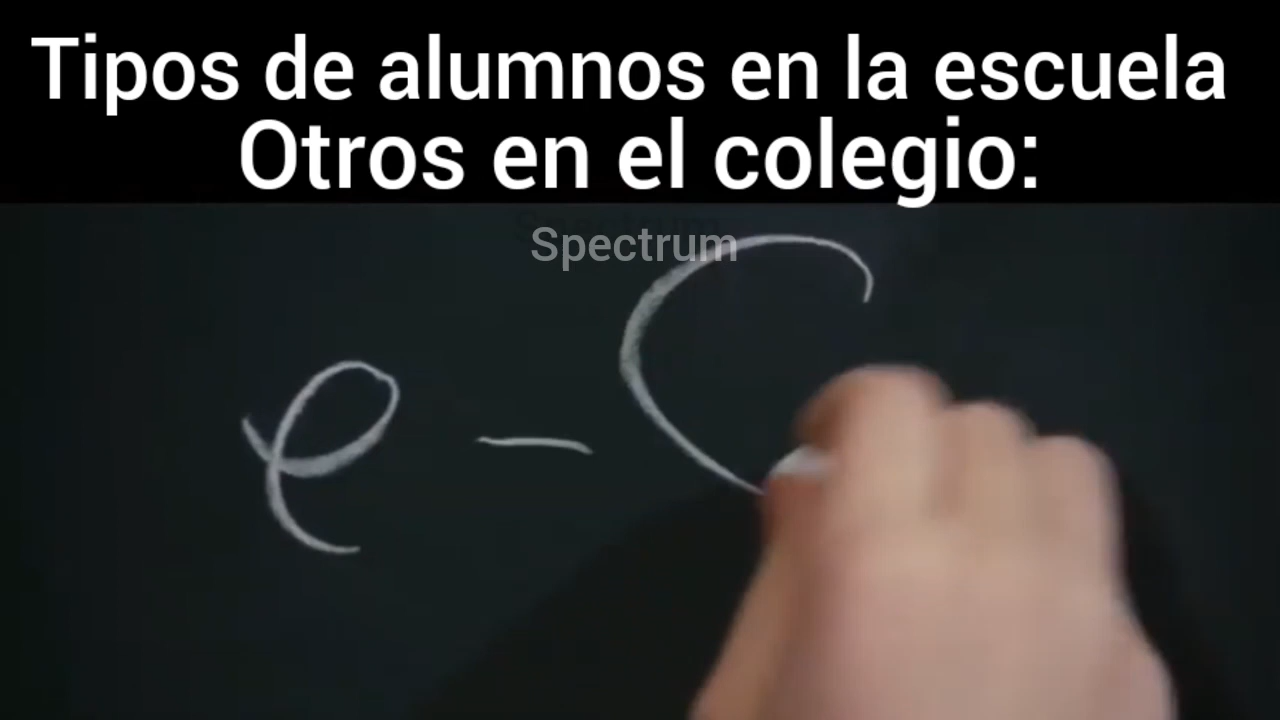 Tipos de alumnos en la escuela
Otros en el colegio:
Spectrum
e - C